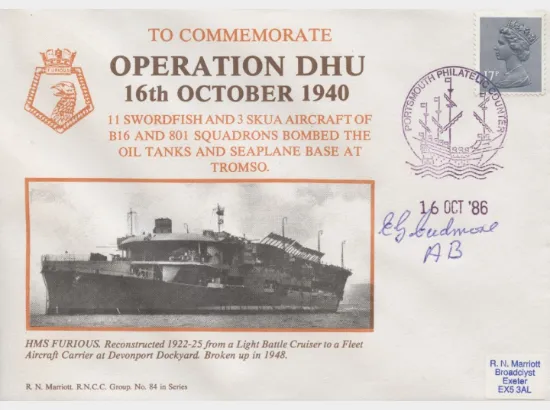 TO COMMEMORATE
OPERATION DHU
16th OCTOBER 1940
11 SWORDFISH AND 3 SKUA AIRCRAFT OF
B16 AND 801 SQUADRONS BOMBED THE
OIL TANKS AND SEAPLANE BASE AT
TROMSO.
FURIOUS
17P
PORTSMOUTH PHILATELIC COUNTER
16 OCT '86
AB
HMS FURIOUS. Reconstructed 1922-25 from a Light Battle Cruiser to a Fleet
Aircraft Carrier at Devonport Dockyard. Broken up in 1948.
R. N. Marriott. R.N.C.C. Group. No. 84 in Series
R. N. Marriott
Broadclyst
Exeter
EX5 3AL